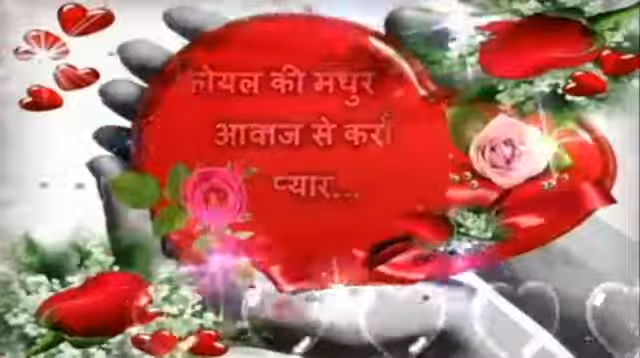 कोयल की मधुर
आवाज से करो
प्यार...